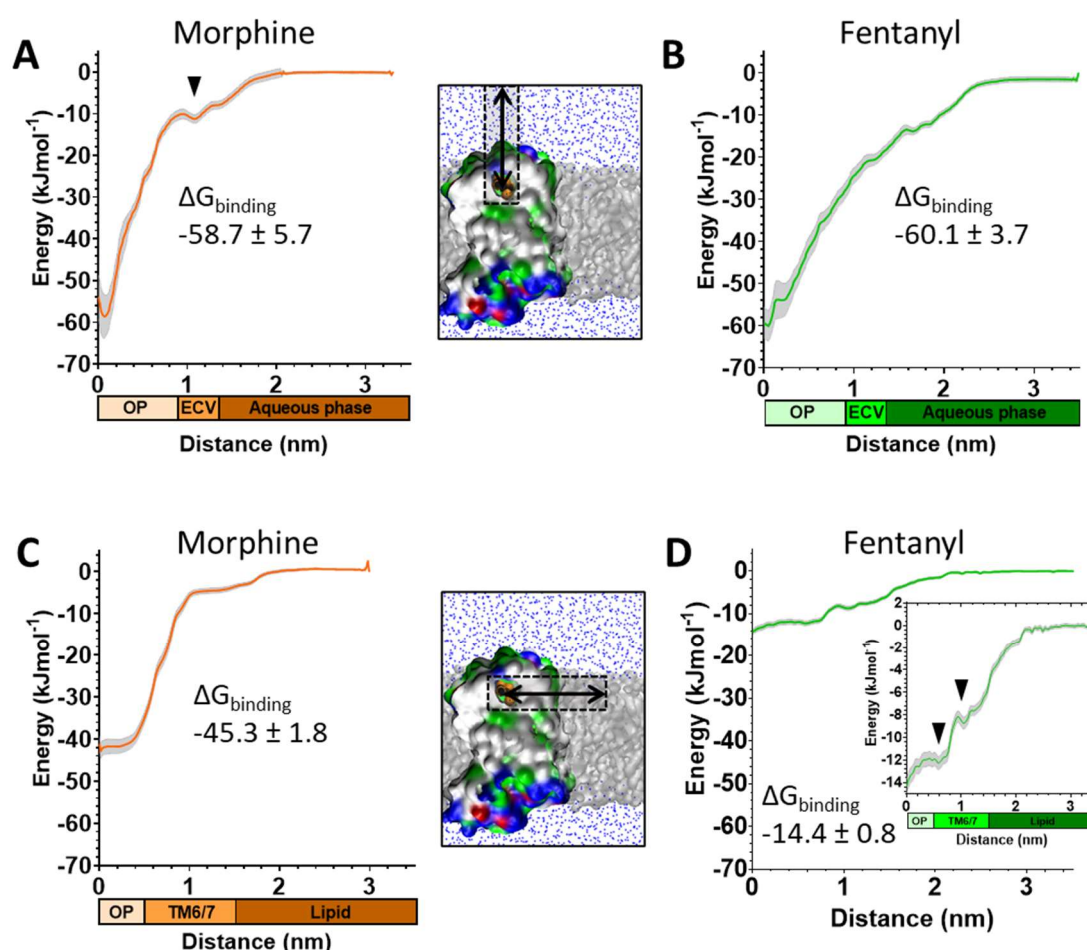 Morphine
Fentanyl
A
B
Energy (kJmol-1)
0
-10
-20
-30
-40
-50
-60
-70
ΔGbinding
-58.7 ± 5.7
0 1 2 3
OP ECV Aqueous phase
Distance (nm)
Energy (kJmol-1)
0
-10
-20
-30
-40
-50
-60
-70
ΔGbinding
-60.1 ± 3.7
0 1 2 3
OP ECV Aqueous phase
Distance (nm)
Morphine
Fentanyl
C
D
Energy (kJmol-1)
0
-10
-20
-30
-40
-50
-60
-70
ΔGbinding
-45.3 ± 1.8
0 1 2 3
OP TM6/7 Lipid
Distance (nm)
Energy (kJmol-1)
0
-10
-20
-30
-40
-50
-60
-70
ΔGbinding
-14.4 ± 0.8
0 1 2 3
Distance (nm)
Energy (kJmol-1)
2
0
-2
-4
-6
-8
-10
-12
-14
0 1 2 3
OP TM6/7 Lipid
Distance (nm)